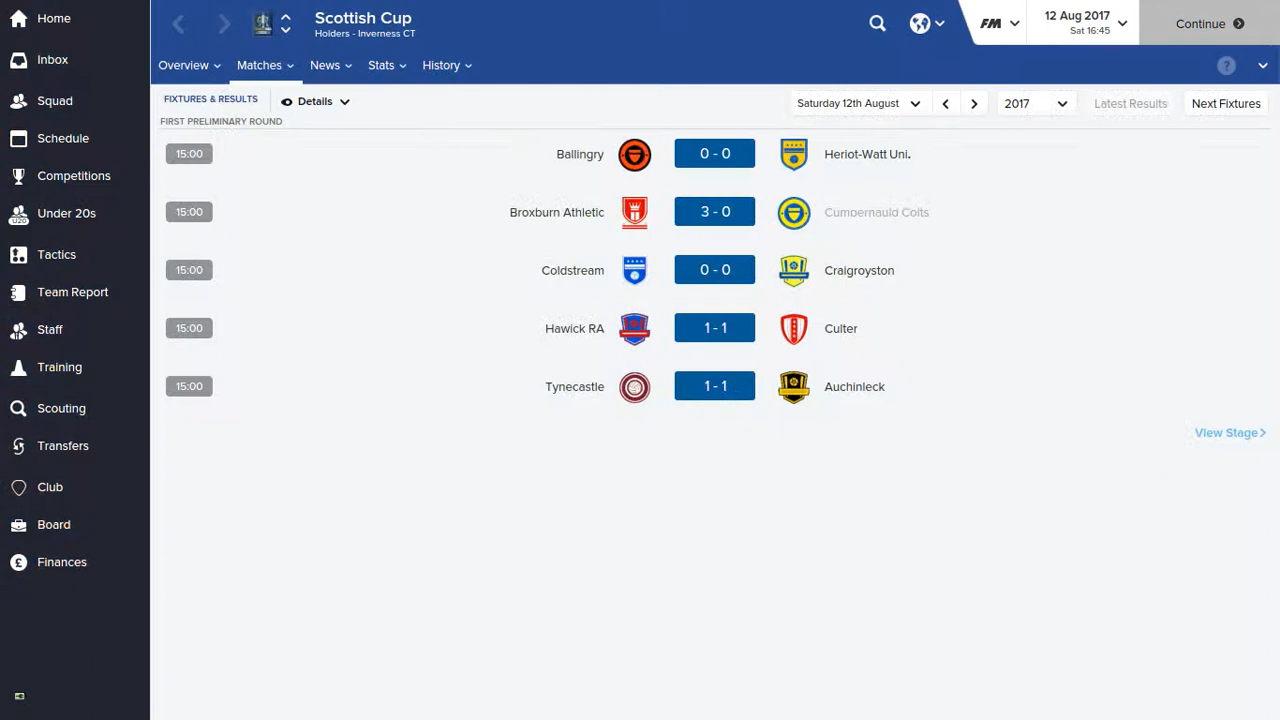 Home
Inbox
Squad
Schedule
Competitions
Under 20s
Tactics
Team Report
Staff
Training
Scouting
Transfers
Club
Board
Finances
Scottish Cup
Holders - Inverness CT
FM
12 Aug 2017
Sat 16:45
Continue
Overview Matches News Stats History
FIXTURES & RESULTS Details Saturday 12th August 2017 Latest Results Next Fixtures
FIRST PRELIMINARY ROUND
15:00 Ballingry 0 - 0 Heriot-Watt Uni.
15:00 Broxburn Athletic 3 - 0 Cumbernauld Colts
15:00 Coldstream 0 - 0 Craigroyston
15:00 Hawick RA 1 - 1 Culter
15:00 Tynecastle 1 - 1 Auchinleck
View Stage